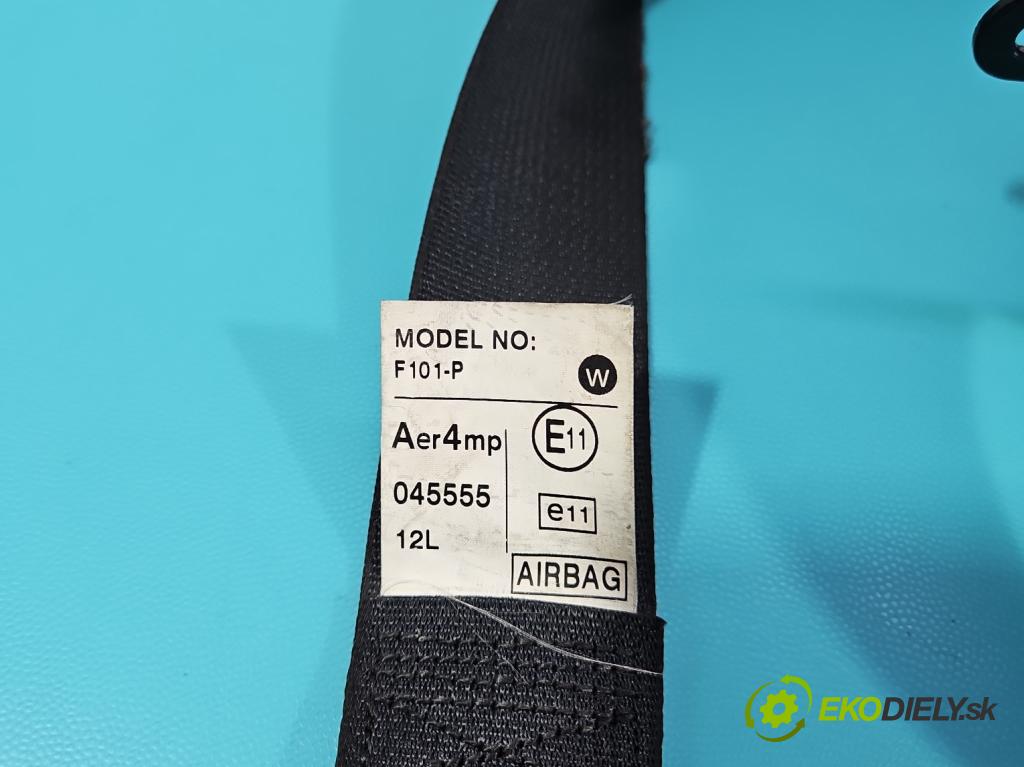 MODEL NO:
F101-P
W
Aer4mp
E11
045555
e11
12L
AIRBAG
EKODIELY.sk